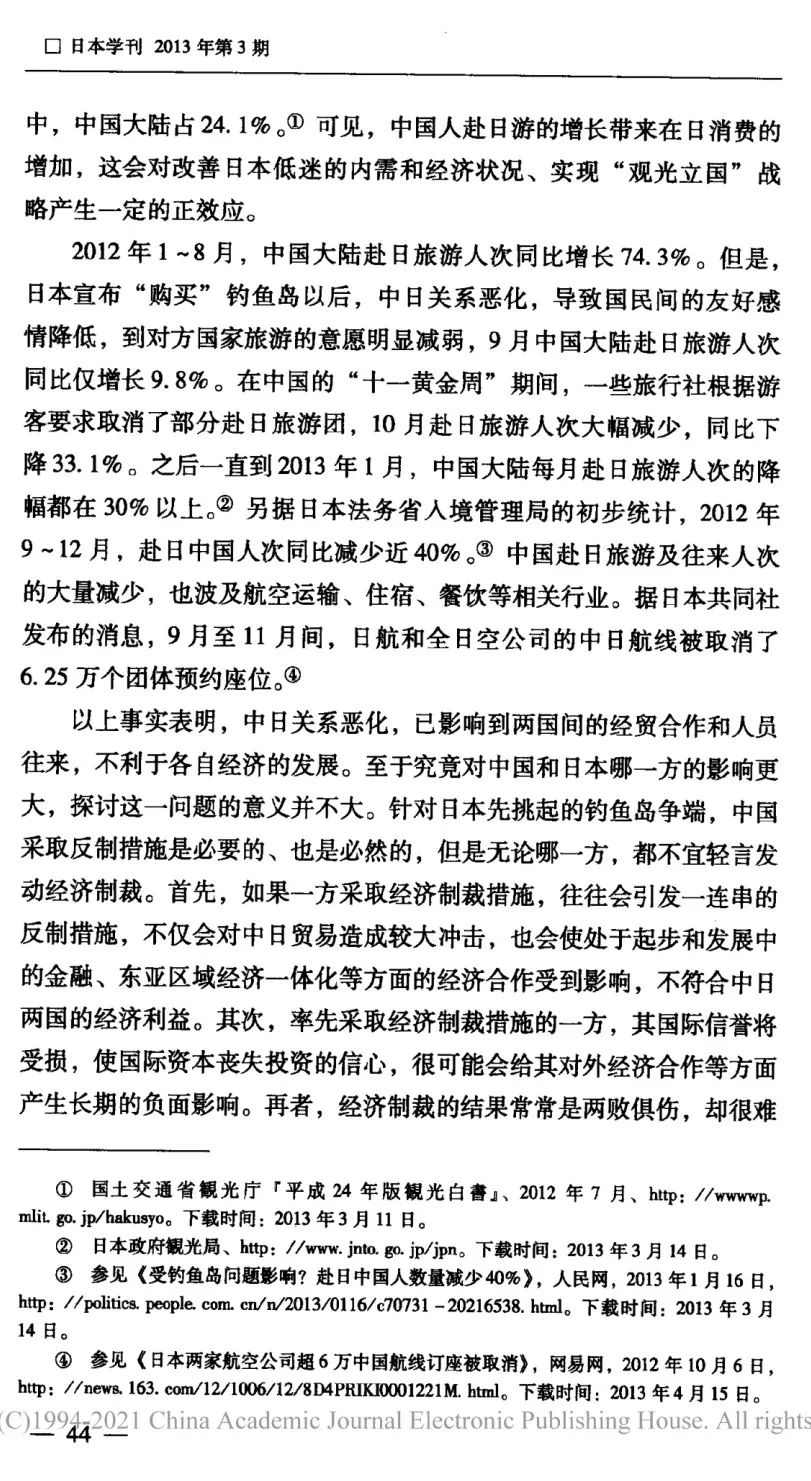 □ 日本学刊 2013 年第 3 期
中，中国大陆占 24. 1% 。① 可见，中国人赴日游的增长带来在日消费的
增加，这会对改善日本低迷的内需和经济状况、实现“观光立国”战
略产生一定的正效应。
2012 年 1 ~ 8 月，中国大陆赴日旅游人次同比增长 74. 3% 。但是，
日本宣布“购买”钓鱼岛以后，中日关系恶化，导致国民间的友好感
情降低，到对方国家旅游的意愿明显减弱，9 月中国大陆赴日旅游人次
同比仅增长 9. 8% 。在中国的“十一黄金周”期间，一些旅行社根据游
客要求取消了部分赴日旅游团，10 月赴日旅游人次大幅减少，同比下
降 33. 1% 。之后一直到 2013 年 1 月，中国大陆每月赴日旅游人次的降
幅都在 30% 以上。② 另据日本法务省入境管理局的初步统计，2012 年
9 ~ 12 月，赴日中国人次同比减少近 40% 。③ 中国赴日旅游及往来人次
的大量减少，也波及航空运输、住宿、餐饮等相关行业。据日本共同社
发布的消息，9 月至 11 月间，日航和全日空公司的中日航线被取消了
6. 25 万个团体预约座位。④
以上事实表明，中日关系恶化，已影响到两国间的经贸合作和人员
往来，不利于各自经济的发展。至于究竟对中国和日本哪一方的影响更
大，探讨这一问题的意义并不大。针对日本先挑起的钓鱼岛争端，中国
采取反制措施是必要的、也是必然的，但是无论哪一方，都不宜轻言发
动经济制裁。首先，如果一方采取经济制裁措施，往往会引发一连串的
反制措施，不仅会对中日贸易造成较大冲击，也会使处于起步和发展中
的金融、东亚区域经济一体化等方面的经济合作受到影响，不符合中日
两国的经济利益。其次，率先采取经济制裁措施的一方，其国际信誉将
受损，使国际资本丧失投资的信心，很可能会给其对外经济合作等方面
产生长期的负面影响。再者，经济制裁的结果常常是两败俱伤，却很难
① 国土交通省観光庁『平成 24 年版観光白書』、2012 年 7 月、http: //wwwwp.
mlit. go. jp/hakusyo。下载时间：2013 年 3 月 11 日。
② 日本政府観光局、http: //www. jnto. go. jp/jpn。下载时间：2013 年 3 月 14 日。
③ 参见《受钓鱼岛问题影响？赴日中国人数量减少 40%》，人民网，2013 年 1 月 16 日，
http: //politics. people. com. cn/n/2013/0116/c70731 - 20216538. html。下载时间：2013 年 3 月
14 日。
④ 参见《日本两家航空公司超 6 万中国航线订座被取消》，网易网，2012 年 10 月 6 日，
http: //news. 163. com/12/1006/12/8D4PRIKI0001221M. html。下载时间：2013 年 4 月 15 日。
(C)1994-2021 China Academic Journal Electronic Publishing House. All rights
— 44 —